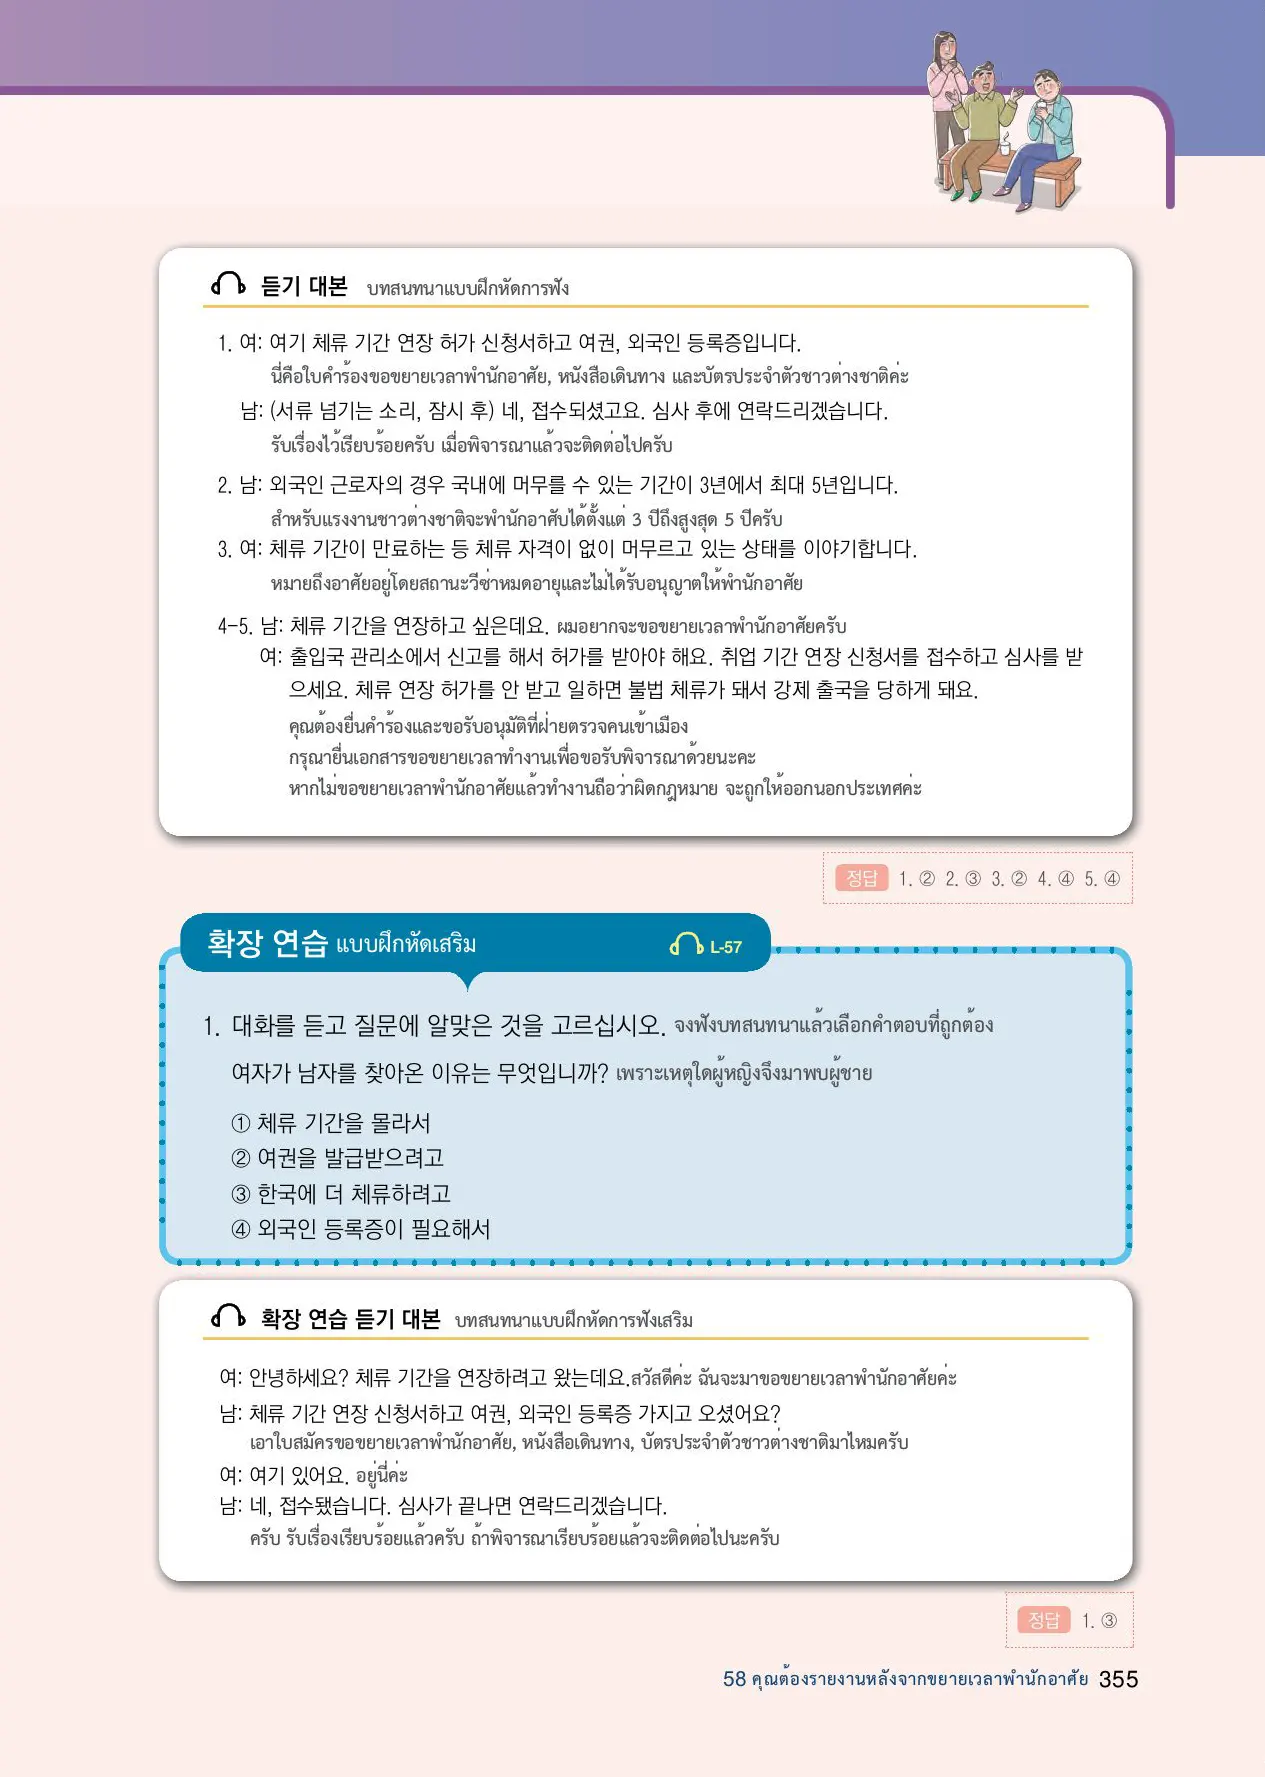 듣기 대본 บทสนทนาแบบฝึกหัดการฟัง
1. 여: 여기 체류 기간 연장 허가 신청서하고 여권, 외국인 등록증입니다.
นี่คือใบคำร้องขอขยายเวลาพำนักอาศัย, หนังสือเดินทาง และบัตรประจำตัวชาวต่างชาติค่ะ
남: (서류 넘기는 소리, 잠시 후) 네, 접수되셨고요. 심사 후에 연락드리겠습니다.
รับเรื่องไว้เรียบร้อยครับ เมื่อพิจารณาแล้วจะติดต่อไปครับ
2. 남: 외국인 근로자의 경우 국내에 머무를 수 있는 기간이 3년에서 최대 5년입니다.
สำหรับแรงงานชาวต่างชาติจะพำนักอาศับได้ตั้งแต่ 3 ปีถึงสูงสุด 5 ปีครับ
3. 여: 체류 기간이 만료하는 등 체류 자격이 없이 머무르고 있는 상태를 이야기합니다.
หมายถึงอาศัยอยู่โดยสถานะวีซ่าหมดอายุและไม่ได้รับอนุญาตให้พำนักอาศัย
4-5. 남: 체류 기간을 연장하고 싶은데요. ผมอยากจะขอขยายเวลาพำนักอาศัยครับ
여: 출입국 관리소에서 신고를 해서 허가를 받아야 해요. 취업 기간 연장 신청서를 접수하고 심사를 받
으세요. 체류 연장 허가를 안 받고 일하면 불법 체류가 돼서 강제 출국을 당하게 돼요.
คุณต้องยื่นคำร้องและขอรับอนุมัติที่ฝ่ายตรวจคนเข้าเมือง
กรุณายื่นเอกสารขอขยายเวลาทำงานเพื่อขอรับพิจารณาด้วยนะคะ
หากไม่ขอขยายเวลาพำนักอาศัยแล้วทำงานถือว่าผิดกฎหมาย จะถูกให้ออกนอกประเทศค่ะ
정답 1. ② 2. ③ 3. ② 4. ④ 5. ④
확장 연습 แบบฝึกหัดเสริม L-57
1. 대화를 듣고 질문에 알맞은 것을 고르십시오. จงฟังบทสนทนาแล้วเลือกคำตอบที่ถูกต้อง
여자가 남자를 찾아온 이유는 무엇입니까? เพราะเหตุใดผู้หญิงจึงมาพบผู้ชาย
① 체류 기간을 몰라서
② 여권을 발급받으려고
③ 한국에 더 체류하려고
④ 외국인 등록증이 필요해서
확장 연습 듣기 대본 บทสนทนาแบบฝึกหัดการฟังเสริม
여: 안녕하세요? 체류 기간을 연장하려고 왔는데요.สวัสดีค่ะ ฉันจะมาขอขยายเวลาพำนักอาศัยค่ะ
남: 체류 기간 연장 신청서하고 여권, 외국인 등록증 가지고 오셨어요?
เอาใบสมัครขอขยายเวลาพำนักอาศัย, หนังสือเดินทาง, บัตรประจำตัวชาวต่างชาติมาไหมครับ
여: 여기 있어요. อยู่นี่ค่ะ
남: 네, 접수됐습니다. 심사가 끝나면 연락드리겠습니다.
ครับ รับเรื่องเรียบร้อยแล้วครับ ถ้าพิจารณาเรียบร้อยแล้วจะติดต่อไปนะครับ
정답 1. ③
58 คุณต้องรายงานหลังจากขยายเวลาพำนักอาศัย 355